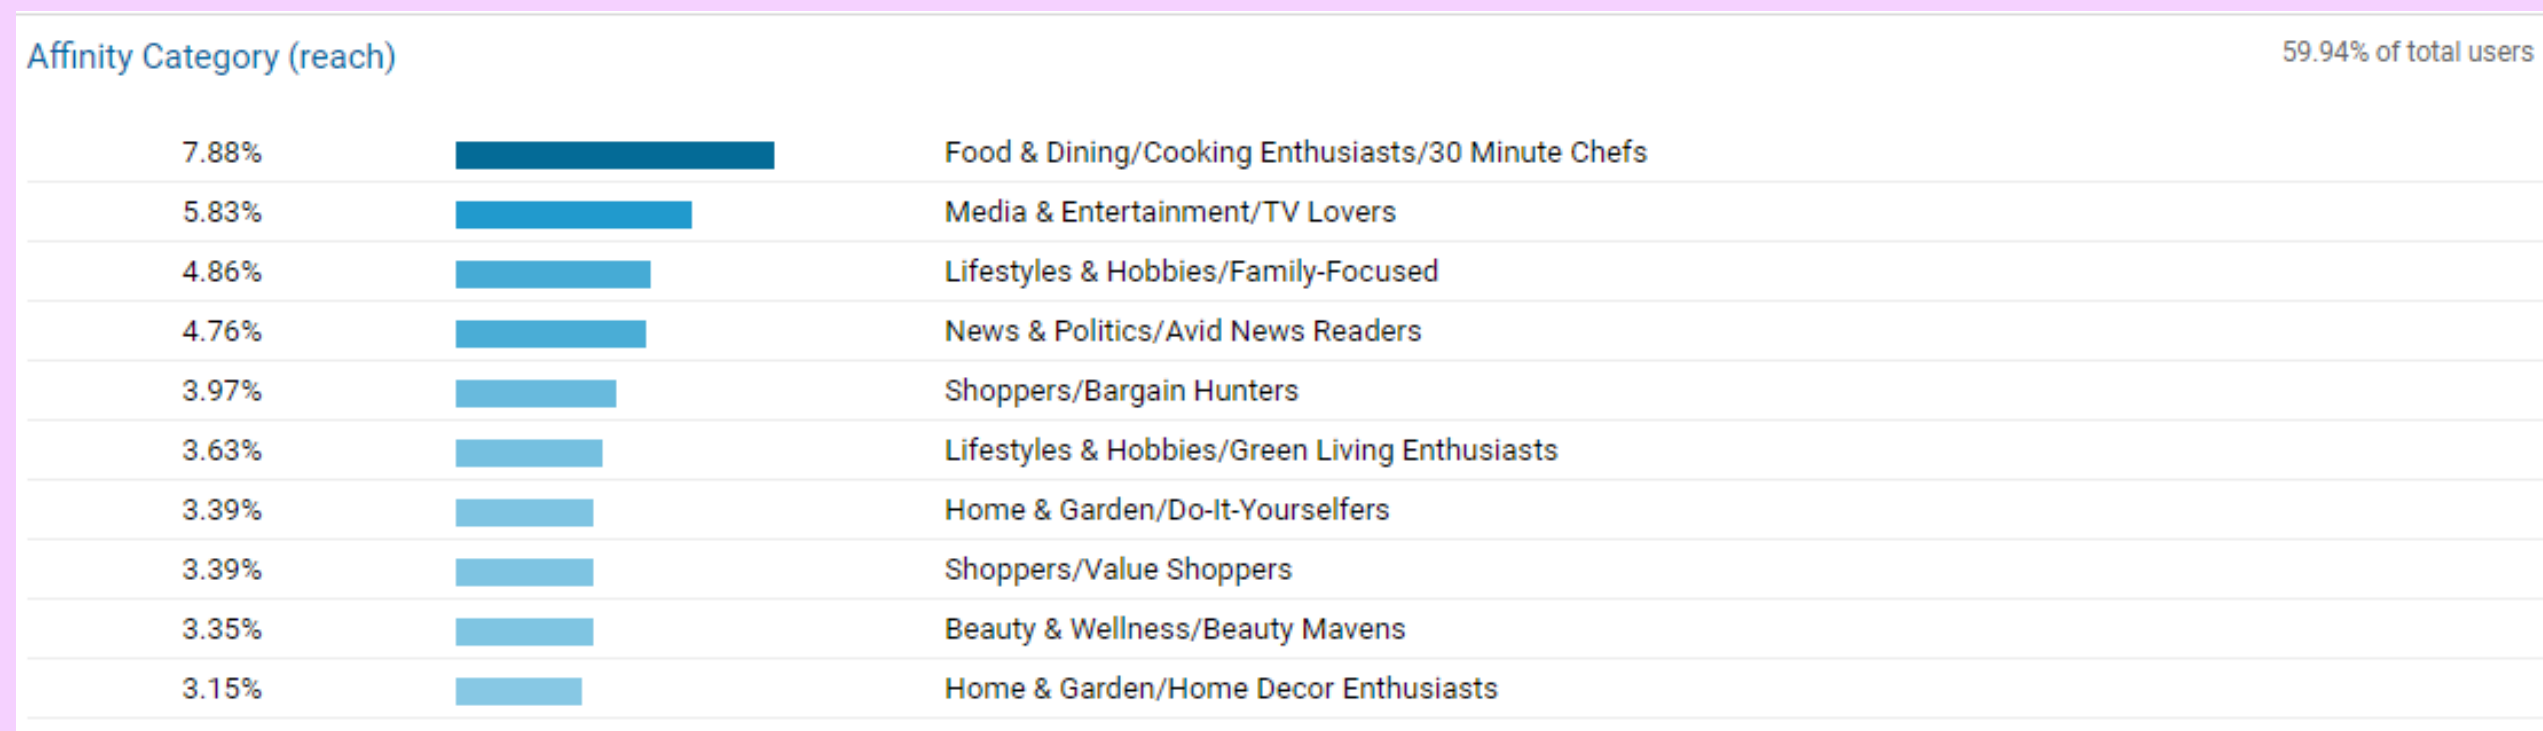 Affinity Category (reach) 59.94% of total users
7.88% Food & Dining/Cooking Enthusiasts/30 Minute Chefs
5.83% Media & Entertainment/TV Lovers
4.86% Lifestyles & Hobbies/Family-Focused
4.76% News & Politics/Avid News Readers
3.97% Shoppers/Bargain Hunters
3.63% Lifestyles & Hobbies/Green Living Enthusiasts
3.39% Home & Garden/Do-It-Yourselfers
3.39% Shoppers/Value Shoppers
3.35% Beauty & Wellness/Beauty Mavens
3.15% Home & Garden/Home Decor Enthusiasts